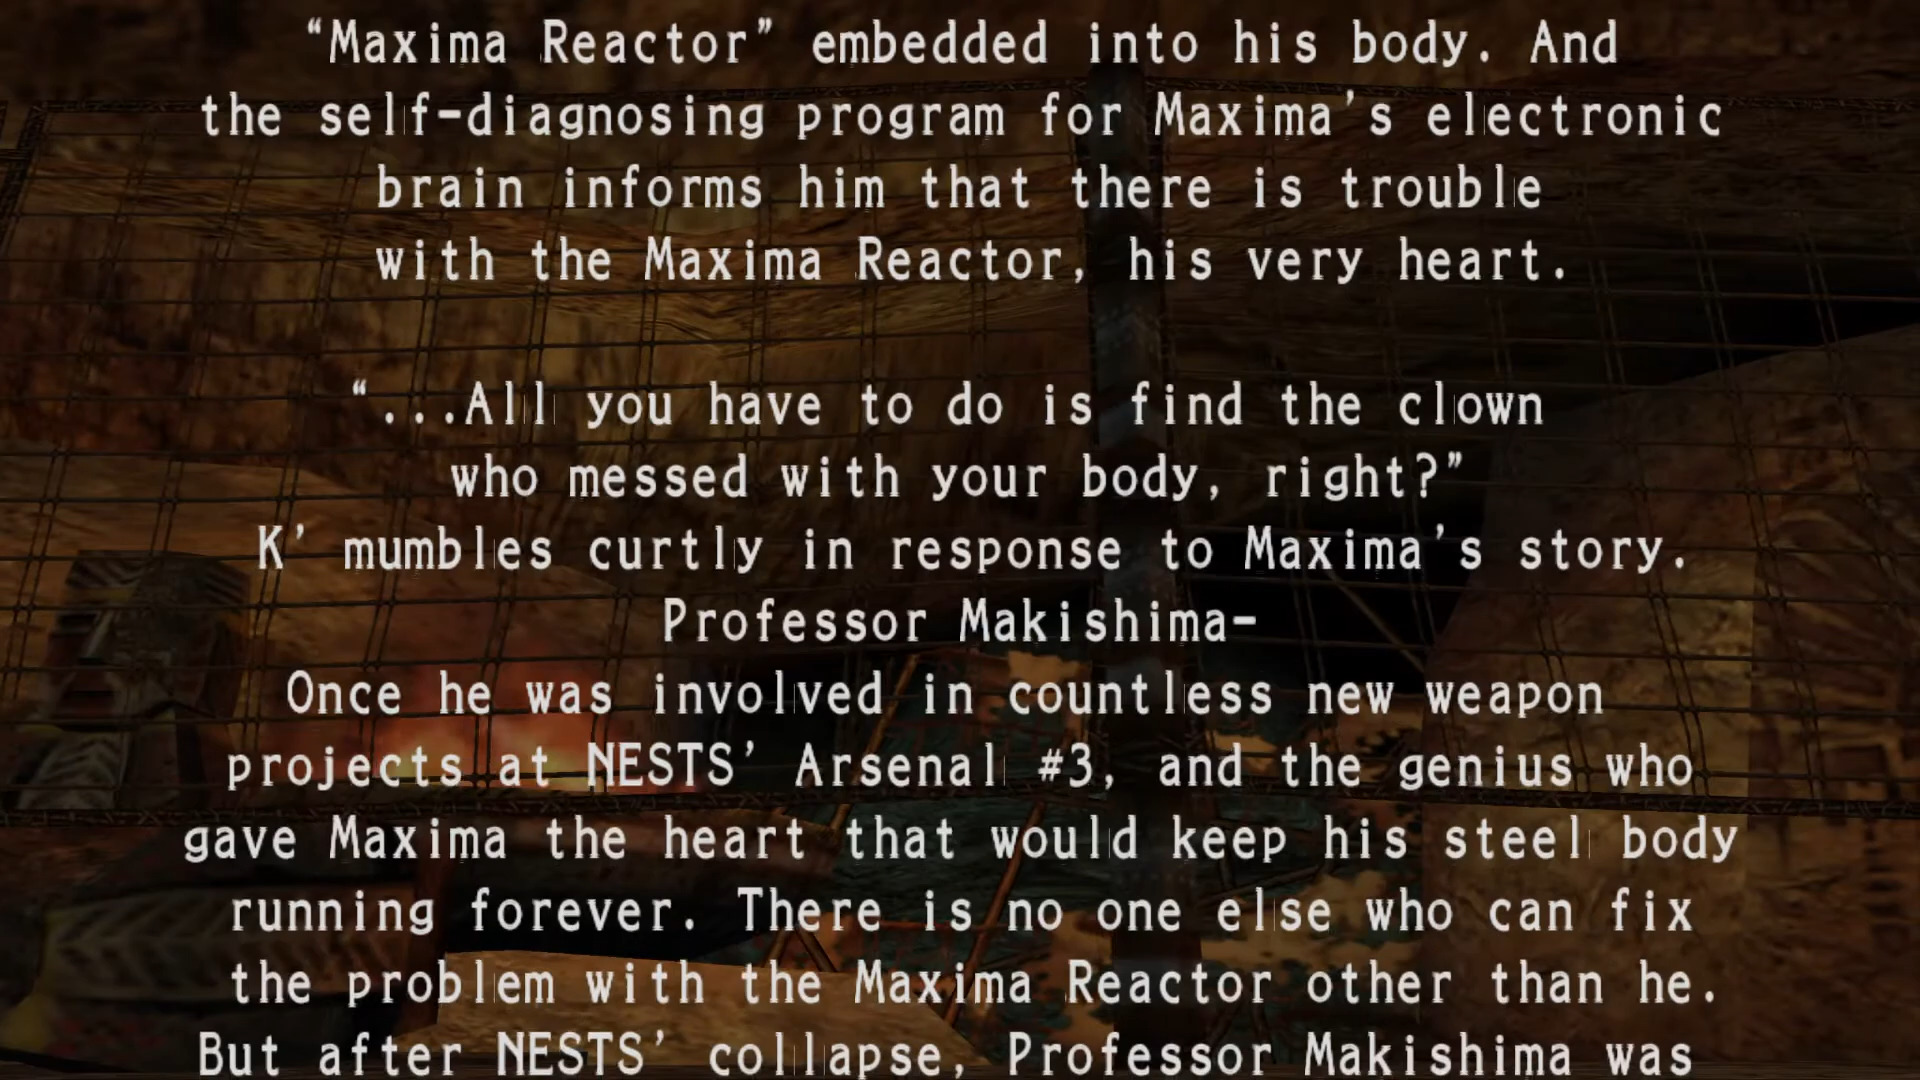 “Maxima Reactor” embedded into his body. And
the self-diagnosing program for Maxima’s electronic
brain informs him that there is trouble
with the Maxima Reactor, his very heart.
“...All you have to do is find the clown
who messed with your body, right?”
K’ mumbles curtly in response to Maxima’s story.
Professor Makishima-
Once he was involved in countless new weapon
projects at NESTS’ Arsenal #3, and the genius who
gave Maxima the heart that would keep his steel body
running forever. There is no one else who can fix
the problem with the Maxima Reactor other than he.
But after NESTS’ collapse, Professor Makishima was